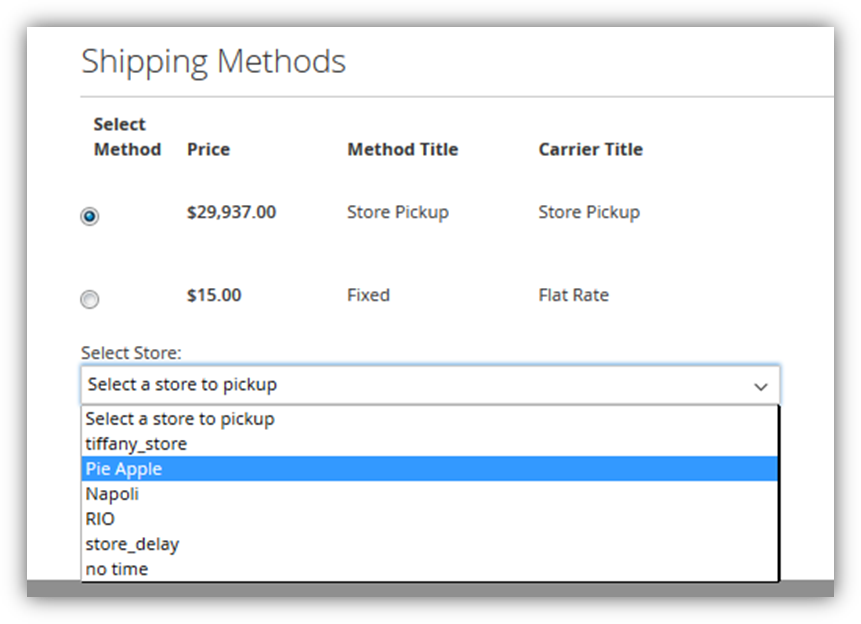 Shipping Methods
Select
Method Price Method Title Carrier Title
$29,937.00 Store Pickup Store Pickup
$15.00 Fixed Flat Rate
Select Store:
Select a store to pickup
Select a store to pickup
tiffany_store
Pie Apple
Napoli
RIO
store_delay
no time